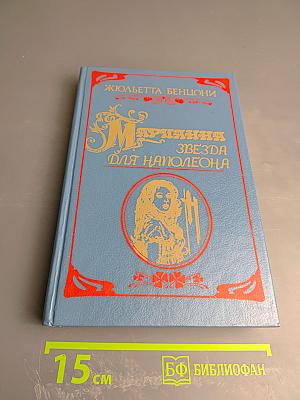 ЖЮЛЬЕТТА БЕНЦОНИ
МАРИАННА
ЗВЕЗДА
ДЛЯ НАПОЛЕОНА
15 см
БФ БИБЛИОФАН